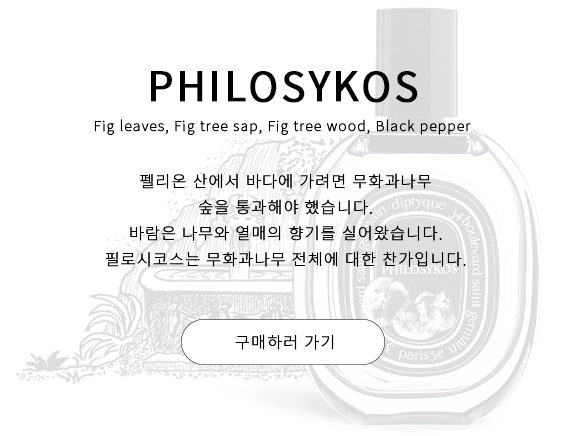 PHILOSYKOS
Fig leaves, Fig tree sap, Fig tree wood, Black pepper
펠리온 산에서 바다에 가려면 무화과나무
숲을 통과해야 했습니다.
바람은 나무와 열매의 향기를 실어왔습니다.
필로시코스는 무화과나무 전체에 대한 찬가입니다.
구매하러 가기
diptyque 34 boulevard saint germain
PHILOSYKOS
paris5e